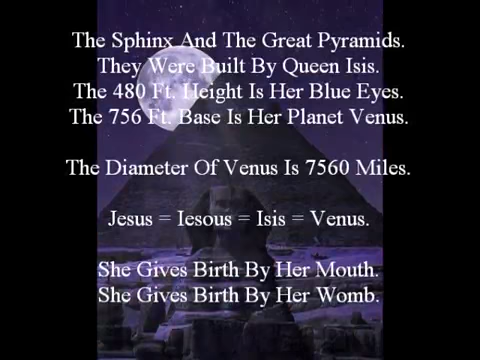 The Sphinx And The Great Pyramids.
They Were Built By Queen Isis.
The 480 Ft. Height Is Her Blue Eyes.
The 756 Ft. Base Is Her Planet Venus.
The Diameter Of Venus Is 7560 Miles.
Jesus = Iesous = Isis = Venus.
She Gives Birth By Her Mouth.
She Gives Birth By Her Womb.